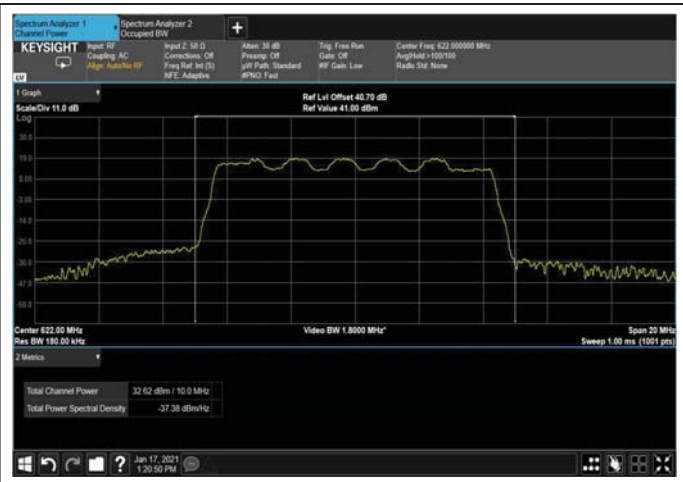 Spectrum Analyzer 1
Channel Power
Spectrum Analyzer 2
Occupied BW
+
KEYSIGHT
Input: RF
Coupling: AC
Align: Auto/No RF
Input Z: 50 Ω
Corrections: Off
Freq Ref: Int (S)
NFE: Adaptive
Atten: 30 dB
Preamp: Off
µW Path: Standard
#PNO: Fast
Trig: Free Run
Gate: Off
#IF Gain: Low
Center Freq: 622.000000 MHz
Avg|Hold:>100/100
Radio Std: None
1 Graph
Scale/Div 11.0 dB
Ref Lvl Offset 40.70 dB
Ref Value 41.00 dBm
Log
30.0
19.0
8.00
-3.00
-14.0
-25.0
-36.0
-47.0
-58.0
Center 622.00 MHz
Res BW 180.00 kHz
Video BW 1.8000 MHz*
Span 20 MHz
Sweep 1.00 ms (1001 pts)
2 Metrics
Total Channel Power 32.62 dBm / 10.0 MHz
Total Power Spectral Density -37.38 dBm/Hz
Jan 17, 2021
1:20:50 PM